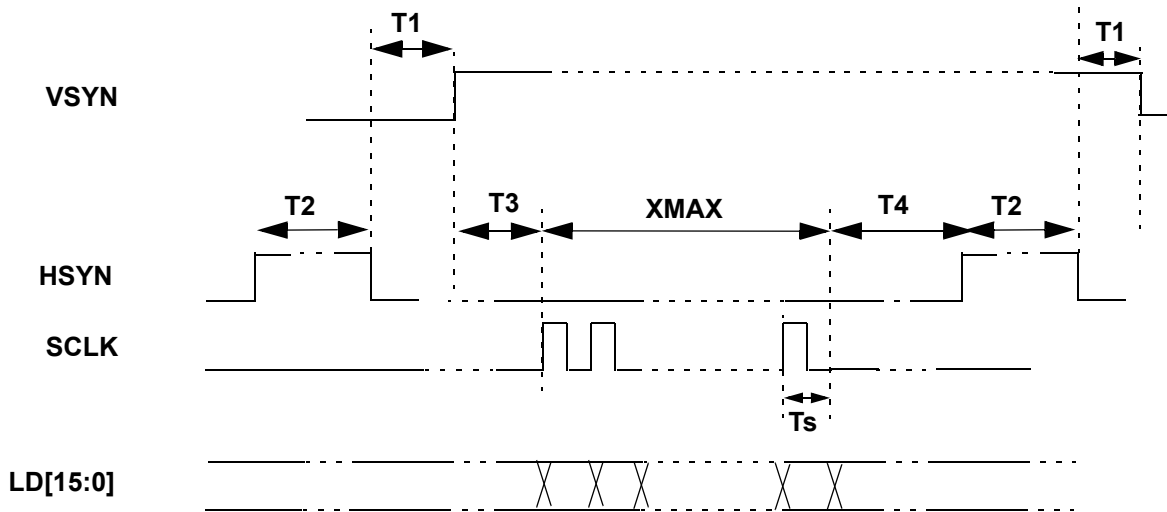 T1
T1
VSYN
T2
T3
XMAX
T4
T2
HSYN
SCLK
Ts
LD[15:0]